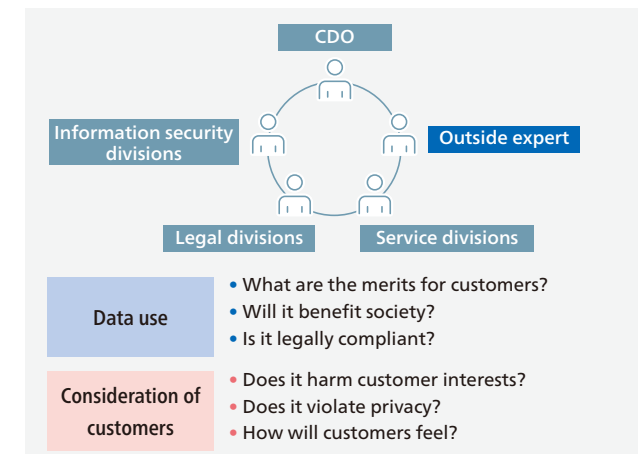 CDO
Information security
divisions
Outside expert
Legal divisions
Service divisions
Data use
• What are the merits for customers?
• Will it benefit society?
• Is it legally compliant?
Consideration of
customers
• Does it harm customer interests?
• Does it violate privacy?
• How will customers feel?